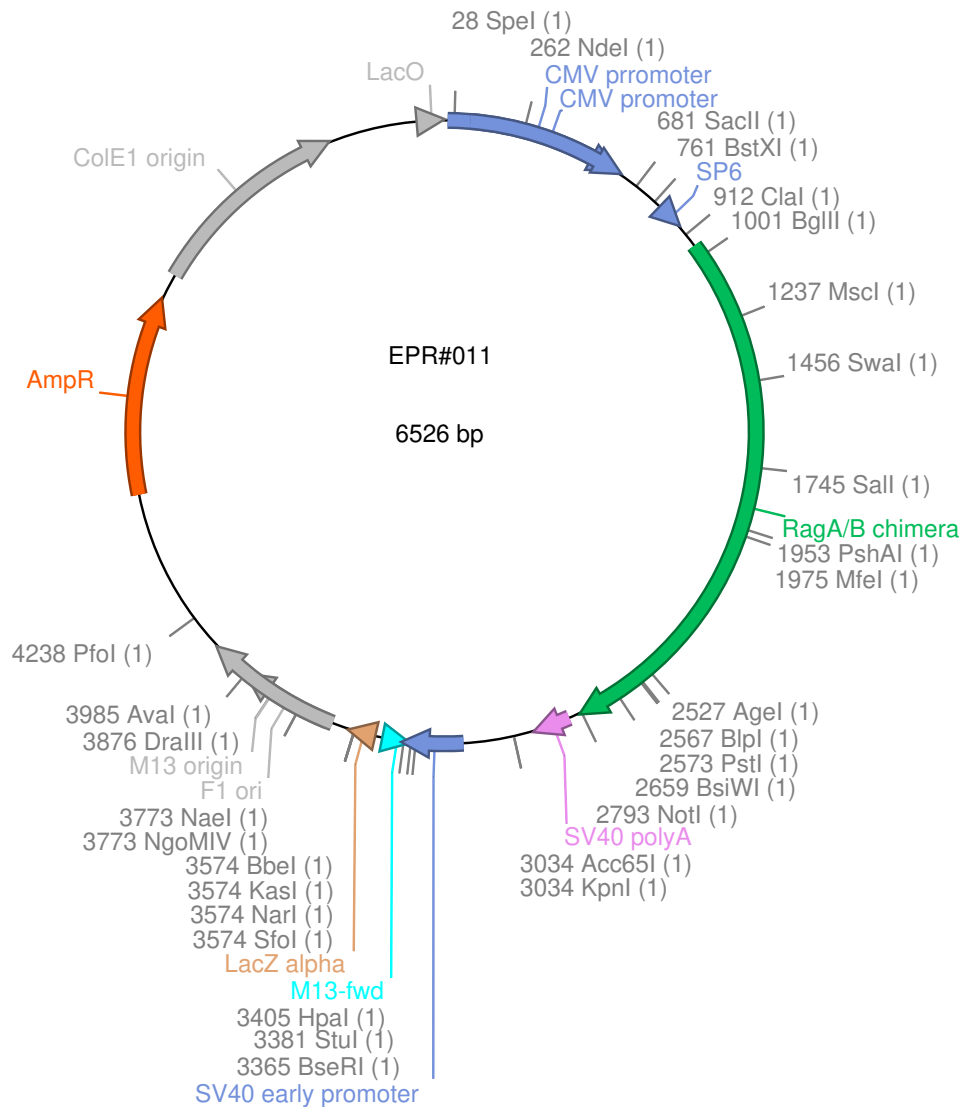 28 SpeI (1)
262 NdeI (1)
LacO
CMV prromoter
CMV promoter
681 SacII (1)
761 BstXI (1)
ColE1 origin
SP6
912 ClaI (1)
1001 BglII (1)
1237 MscI (1)
EPR#011
1456 SwaI (1)
AmpR
6526 bp
1745 SalI (1)
RagA/B chimera
1953 PshAI (1)
1975 MfeI (1)
4238 PfoI (1)
3985 AvaI (1)
2527 AgeI (1)
3876 DraIII (1)
2567 BlpI (1)
M13 origin
2573 PstI (1)
F1 ori
2659 BsiWI (1)
3773 NaeI (1)
2793 NotI (1)
3773 NgoMIV (1)
SV40 polyA
3574 BbeI (1)
3034 Acc65I (1)
3574 KasI (1)
3034 KpnI (1)
3574 NarI (1)
3574 SfoI (1)
LacZ alpha
M13-fwd
3405 HpaI (1)
3381 StuI (1)
3365 BseRI (1)
SV40 early promoter